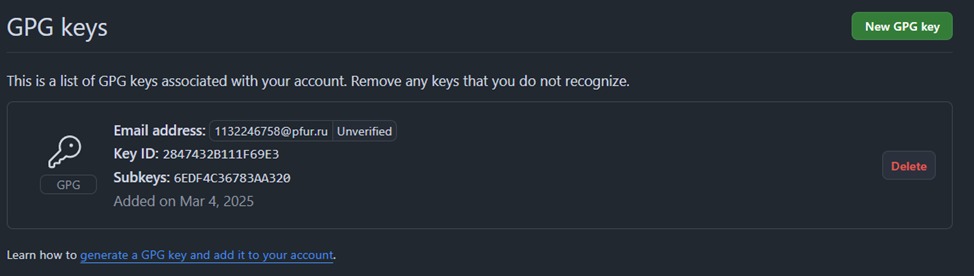 GPG keys
New GPG key
This is a list of GPG keys associated with your account. Remove any keys that you do not recognize.
Email address: 1132246758@pfur.ru Unverified
Key ID: 2847432B111F69E3
Subkeys: 6EDF4C36783AA320
Added on Mar 4, 2025
GPG
Delete
Learn how to generate a GPG key and add it to your account.